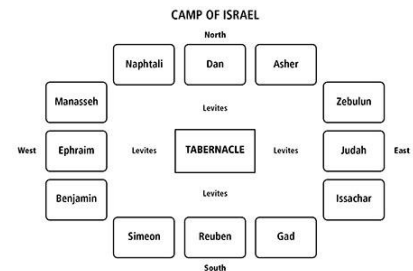 CAMP OF ISRAEL
North
Naphtali Dan Asher
Manasseh Levites Zebulun
West Ephraim Levites TABERNACLE Levites Judah East
Levites
Benjamin Issachar
Simeon Reuben Gad
South